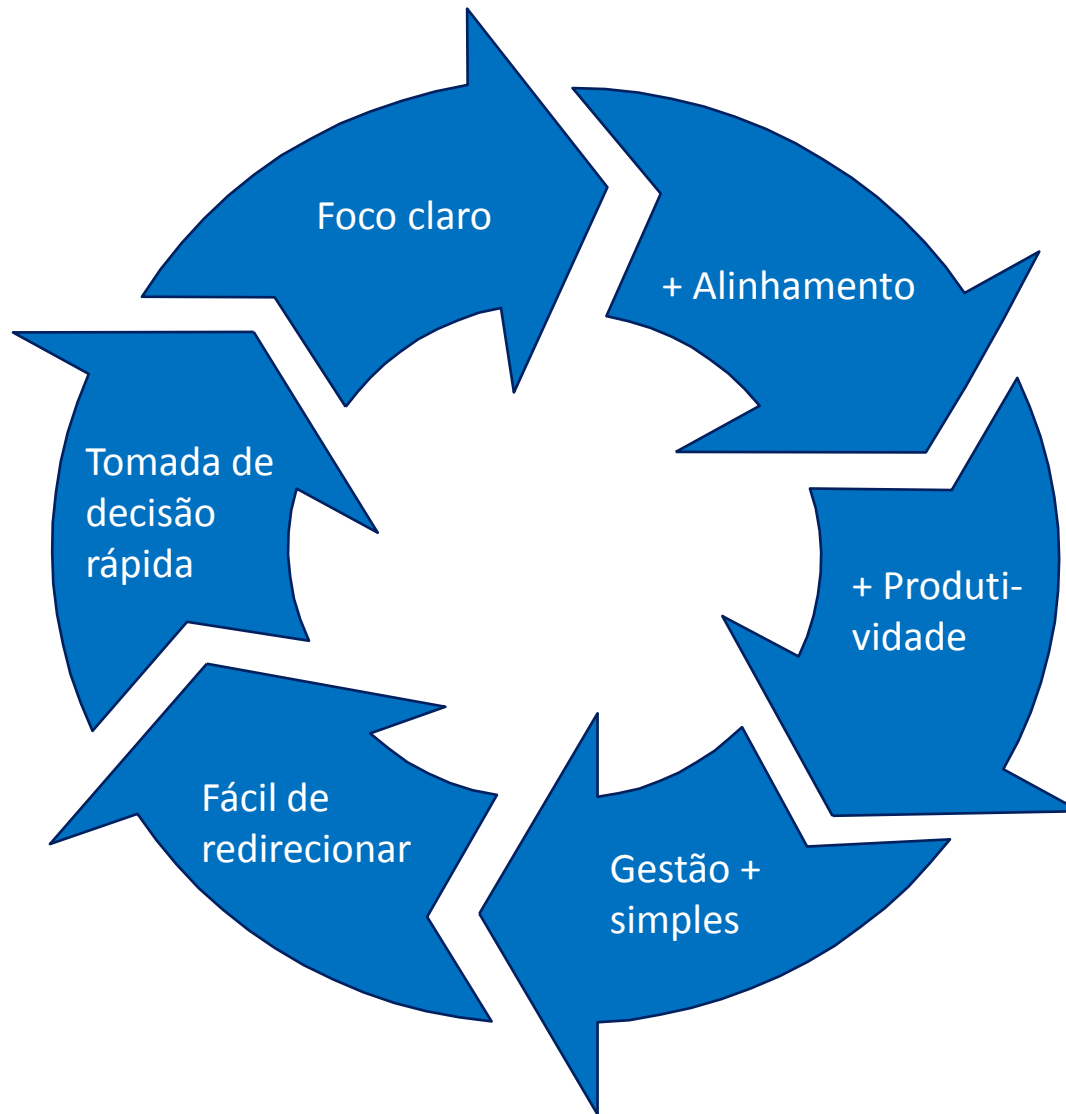 Foco claro
+ Alinhamento
+ Produti-
vidade
Gestão +
simples
Fácil de
redirecionar
Tomada de
decisão
rápida